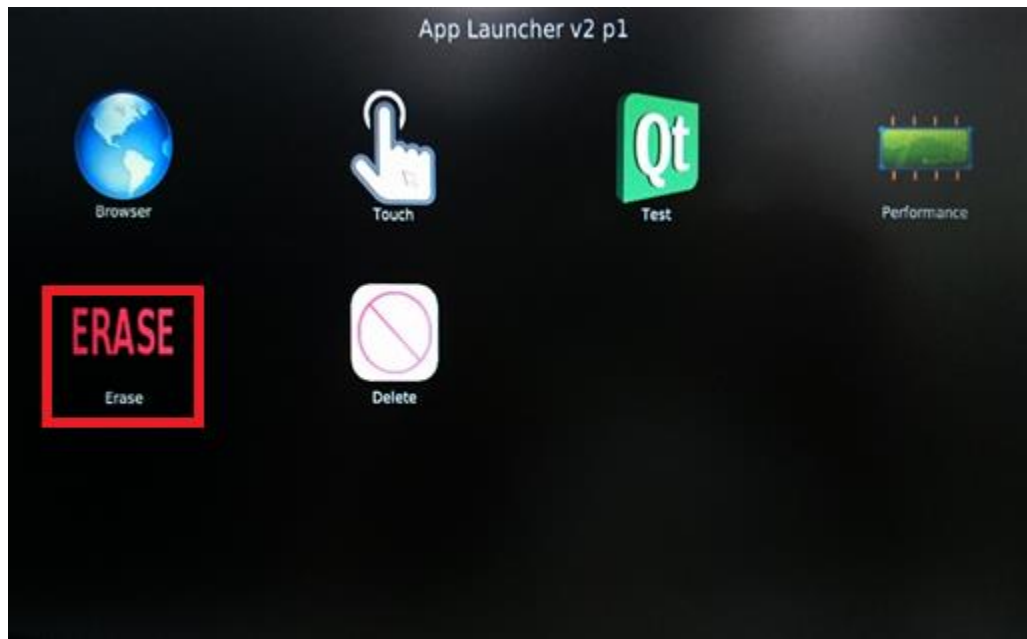 App Launcher v2 p1
Browser
Touch
Qt
Test
Performance
ERASE
Erase
Delete